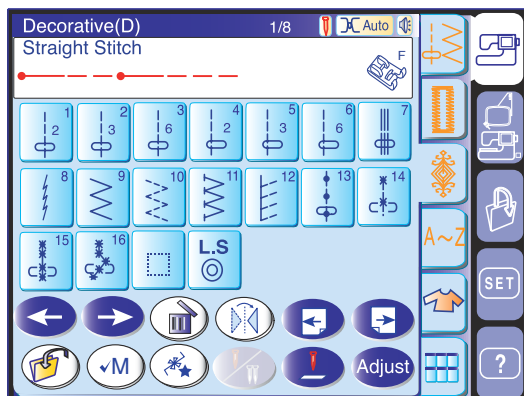 Decorative(D) 1/8 Auto
Straight Stitch F
1 2 3 4 5 6 7
2 3 6 2 3 6
8 9 10 11 12 13 14
15 16 L.S
A~Z
SET
✓M Adjust ?